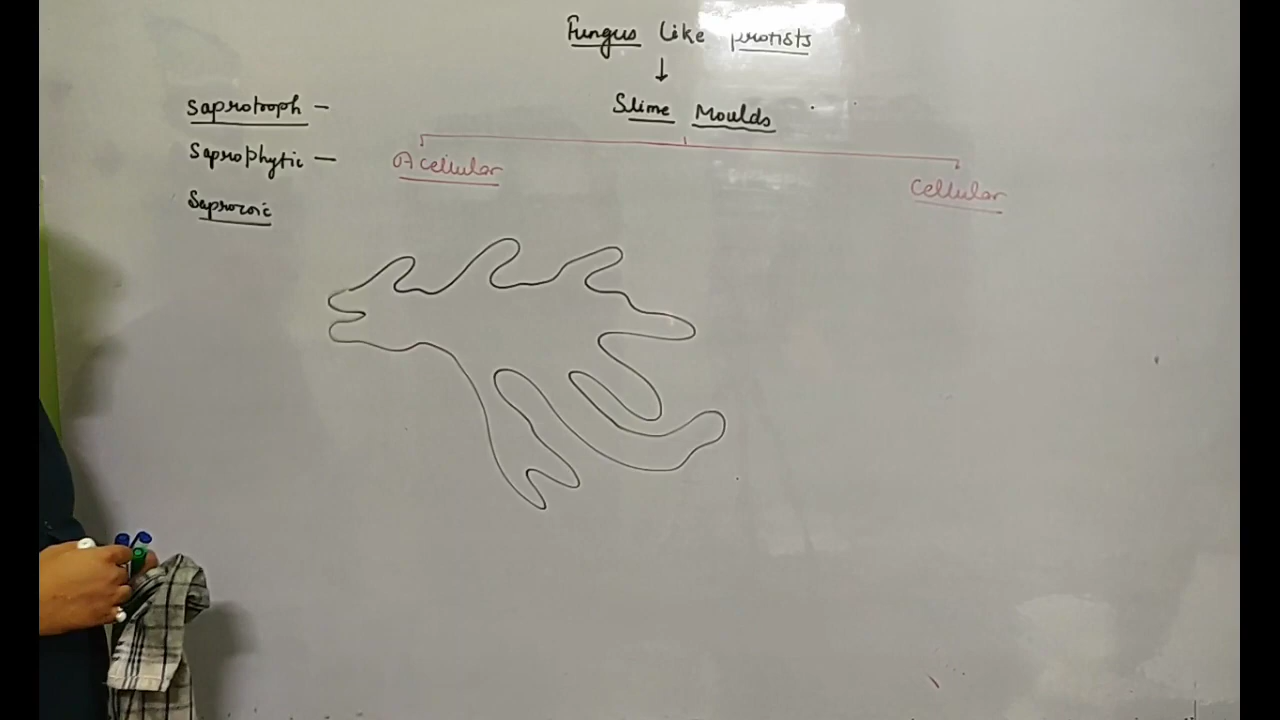 Fungus like protists
↓
Slime Moulds
Saprotroph –
Saprophytic –
Saprozoic
Acellular
Cellular